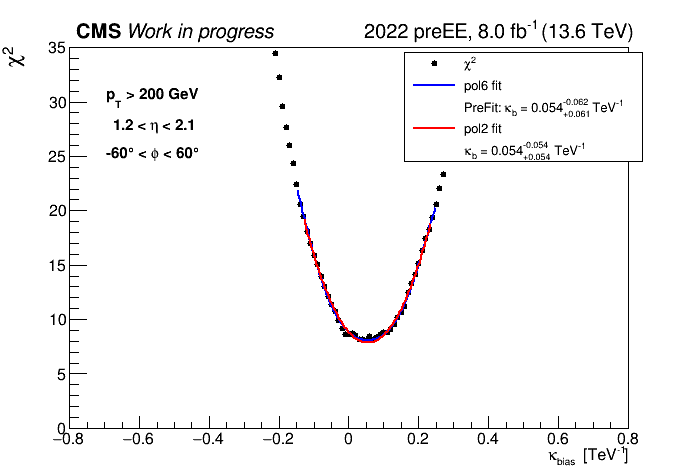 CMS Work in progress 2022 preEE, 8.0 fb⁻¹ (13.6 TeV)
χ²
35
30
25
20
15
10
5
0
p_T > 200 GeV
1.2 < η < 2.1
-60° < φ < 60°
χ²
pol6 fit
PreFit: κ_b = 0.054 -0.062 +0.061 TeV⁻¹
pol2 fit
κ_b = 0.054 -0.054 +0.054 TeV⁻¹
−0.8 −0.6 −0.4 −0.2 0 0.2 0.4 0.6 0.8
κ_bias [TeV⁻¹]